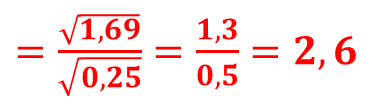 = √1,69 / √0,25 = 1,3 / 0,5 = 2,6